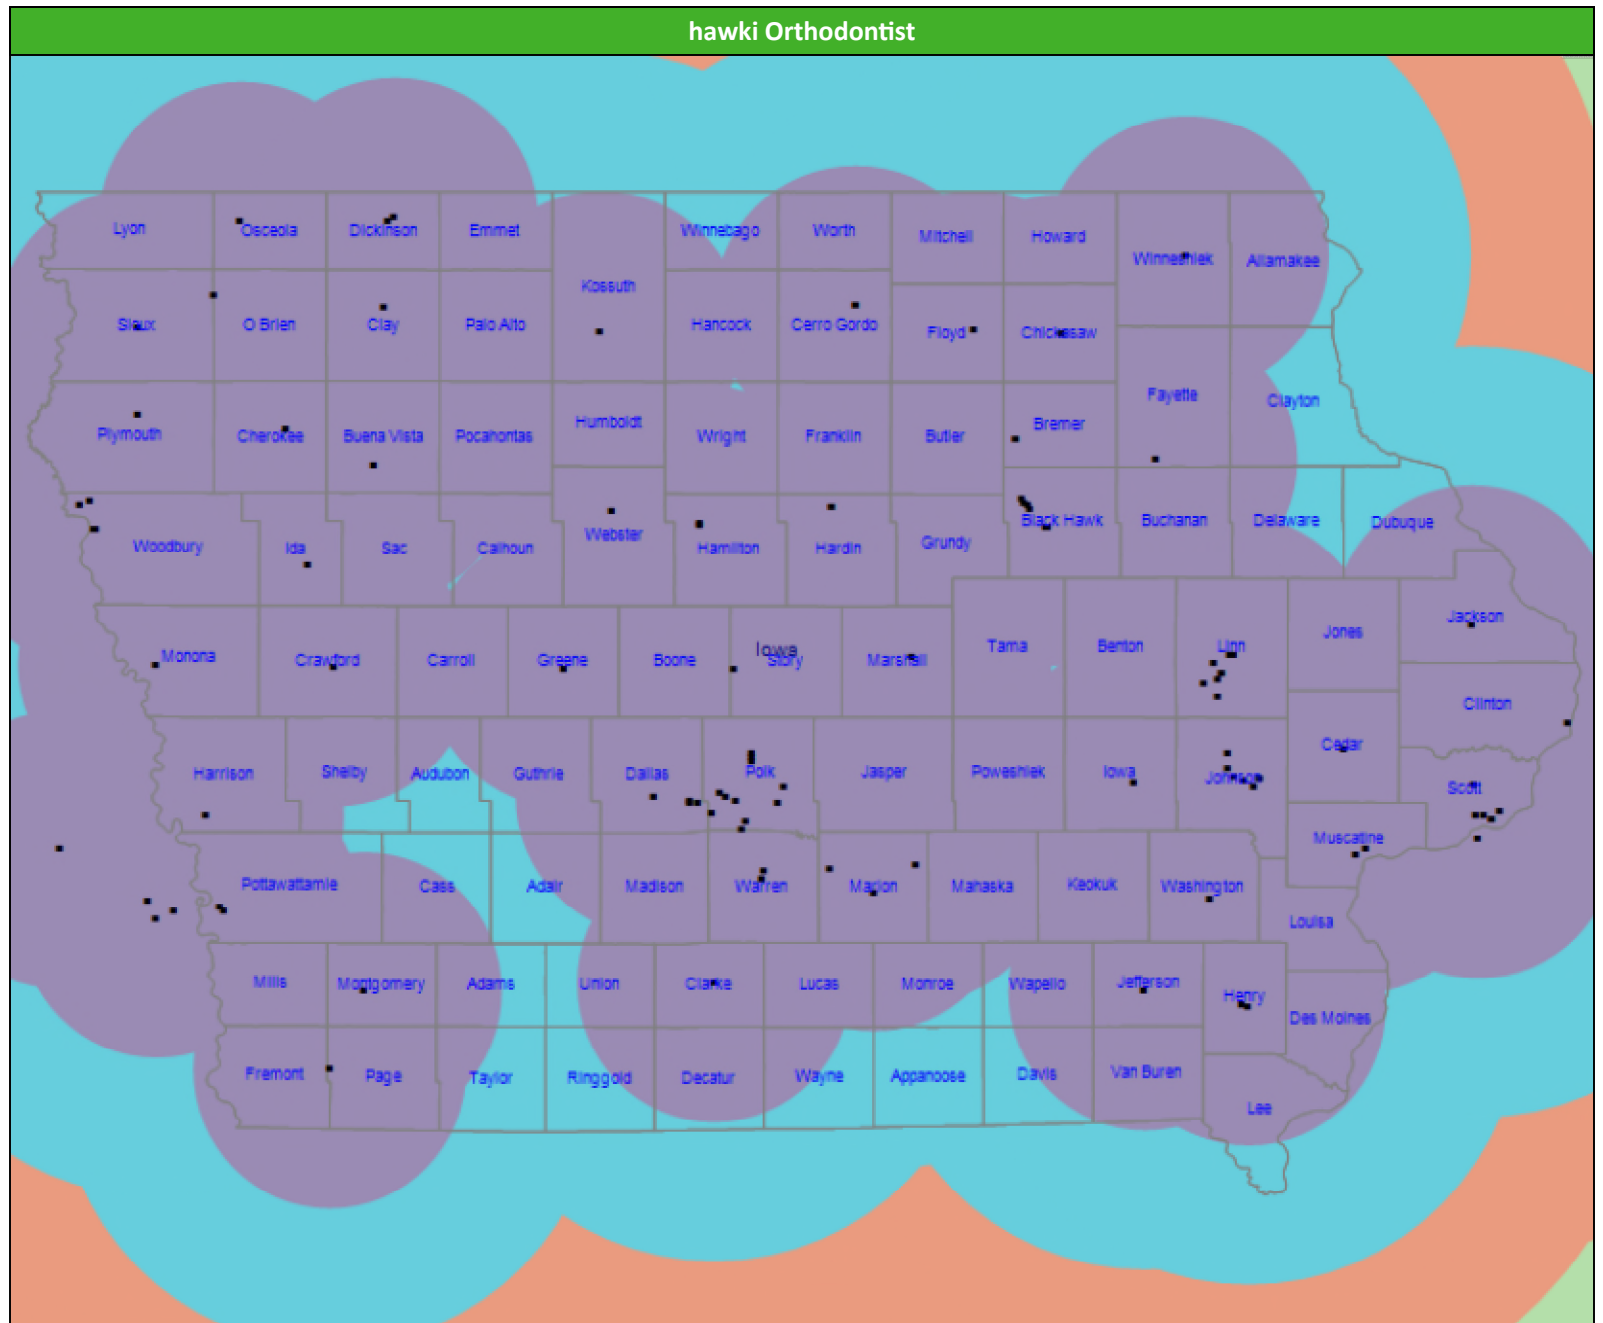 hawki Orthodontist
Lyon
Osceola
Dickinson
Emmet
Winnebago
Worth
Mitchell
Howard
Winneshiek
Allamakee
Kossuth
Sioux
O Brien
Clay
Palo Alto
Hancock
Cerro Gordo
Floyd
Chickasaw
Fayette
Clayton
Plymouth
Cherokee
Buena Vista
Pocahontas
Humboldt
Wright
Franklin
Butler
Bremer
Woodbury
Ida
Sac
Calhoun
Webster
Hamilton
Hardin
Grundy
Black Hawk
Buchanan
Delaware
Dubuque
Monona
Crawford
Carroll
Greene
Boone
Iowa
Story
Marshall
Tama
Benton
Linn
Jones
Jackson
Clinton
Harrison
Shelby
Audubon
Guthrie
Dallas
Polk
Jasper
Poweshiek
Iowa
Johnson
Cedar
Scott
Muscatine
Pottawattamie
Cass
Adair
Madison
Warren
Marion
Mahaska
Keokuk
Washington
Louisa
Mills
Montgomery
Adams
Union
Clarke
Lucas
Monroe
Wapello
Jefferson
Henry
Des Moines
Fremont
Page
Taylor
Ringgold
Decatur
Wayne
Appanoose
Davis
Van Buren
Lee